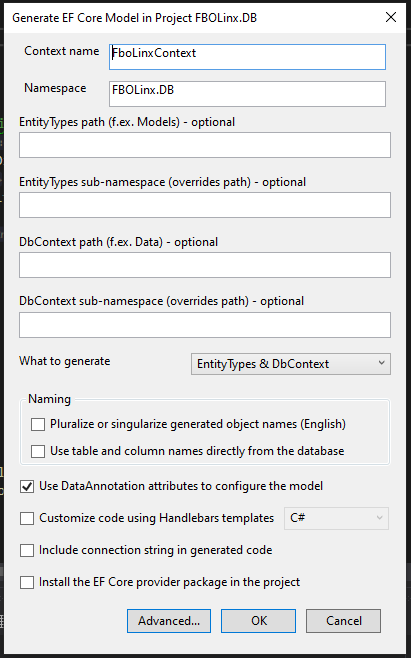 Generate EF Core Model in Project FBOLinx.DB
Context name
FboLinxContext
Namespace
FBOLinx.DB
EntityTypes path (f.ex. Models) - optional
EntityTypes sub-namespace (overrides path) - optional
DbContext path (f.ex. Data) - optional
DbContext sub-namespace (overrides path) - optional
What to generate
EntityTypes & DbContext
Naming
Pluralize or singularize generated object names (English)
Use table and column names directly from the database
Use DataAnnotation attributes to configure the model
Customize code using Handlebars templates
C#
Include connection string in generated code
Install the EF Core provider package in the project
Advanced...
OK
Cancel